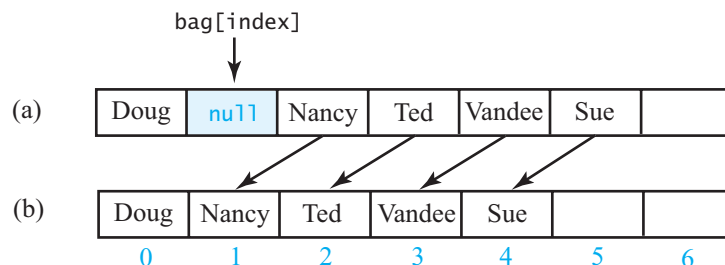 bag[index]
(a) Doug null Nancy Ted Vandee Sue
(b) Doug Nancy Ted Vandee Sue
0 1 2 3 4 5 6